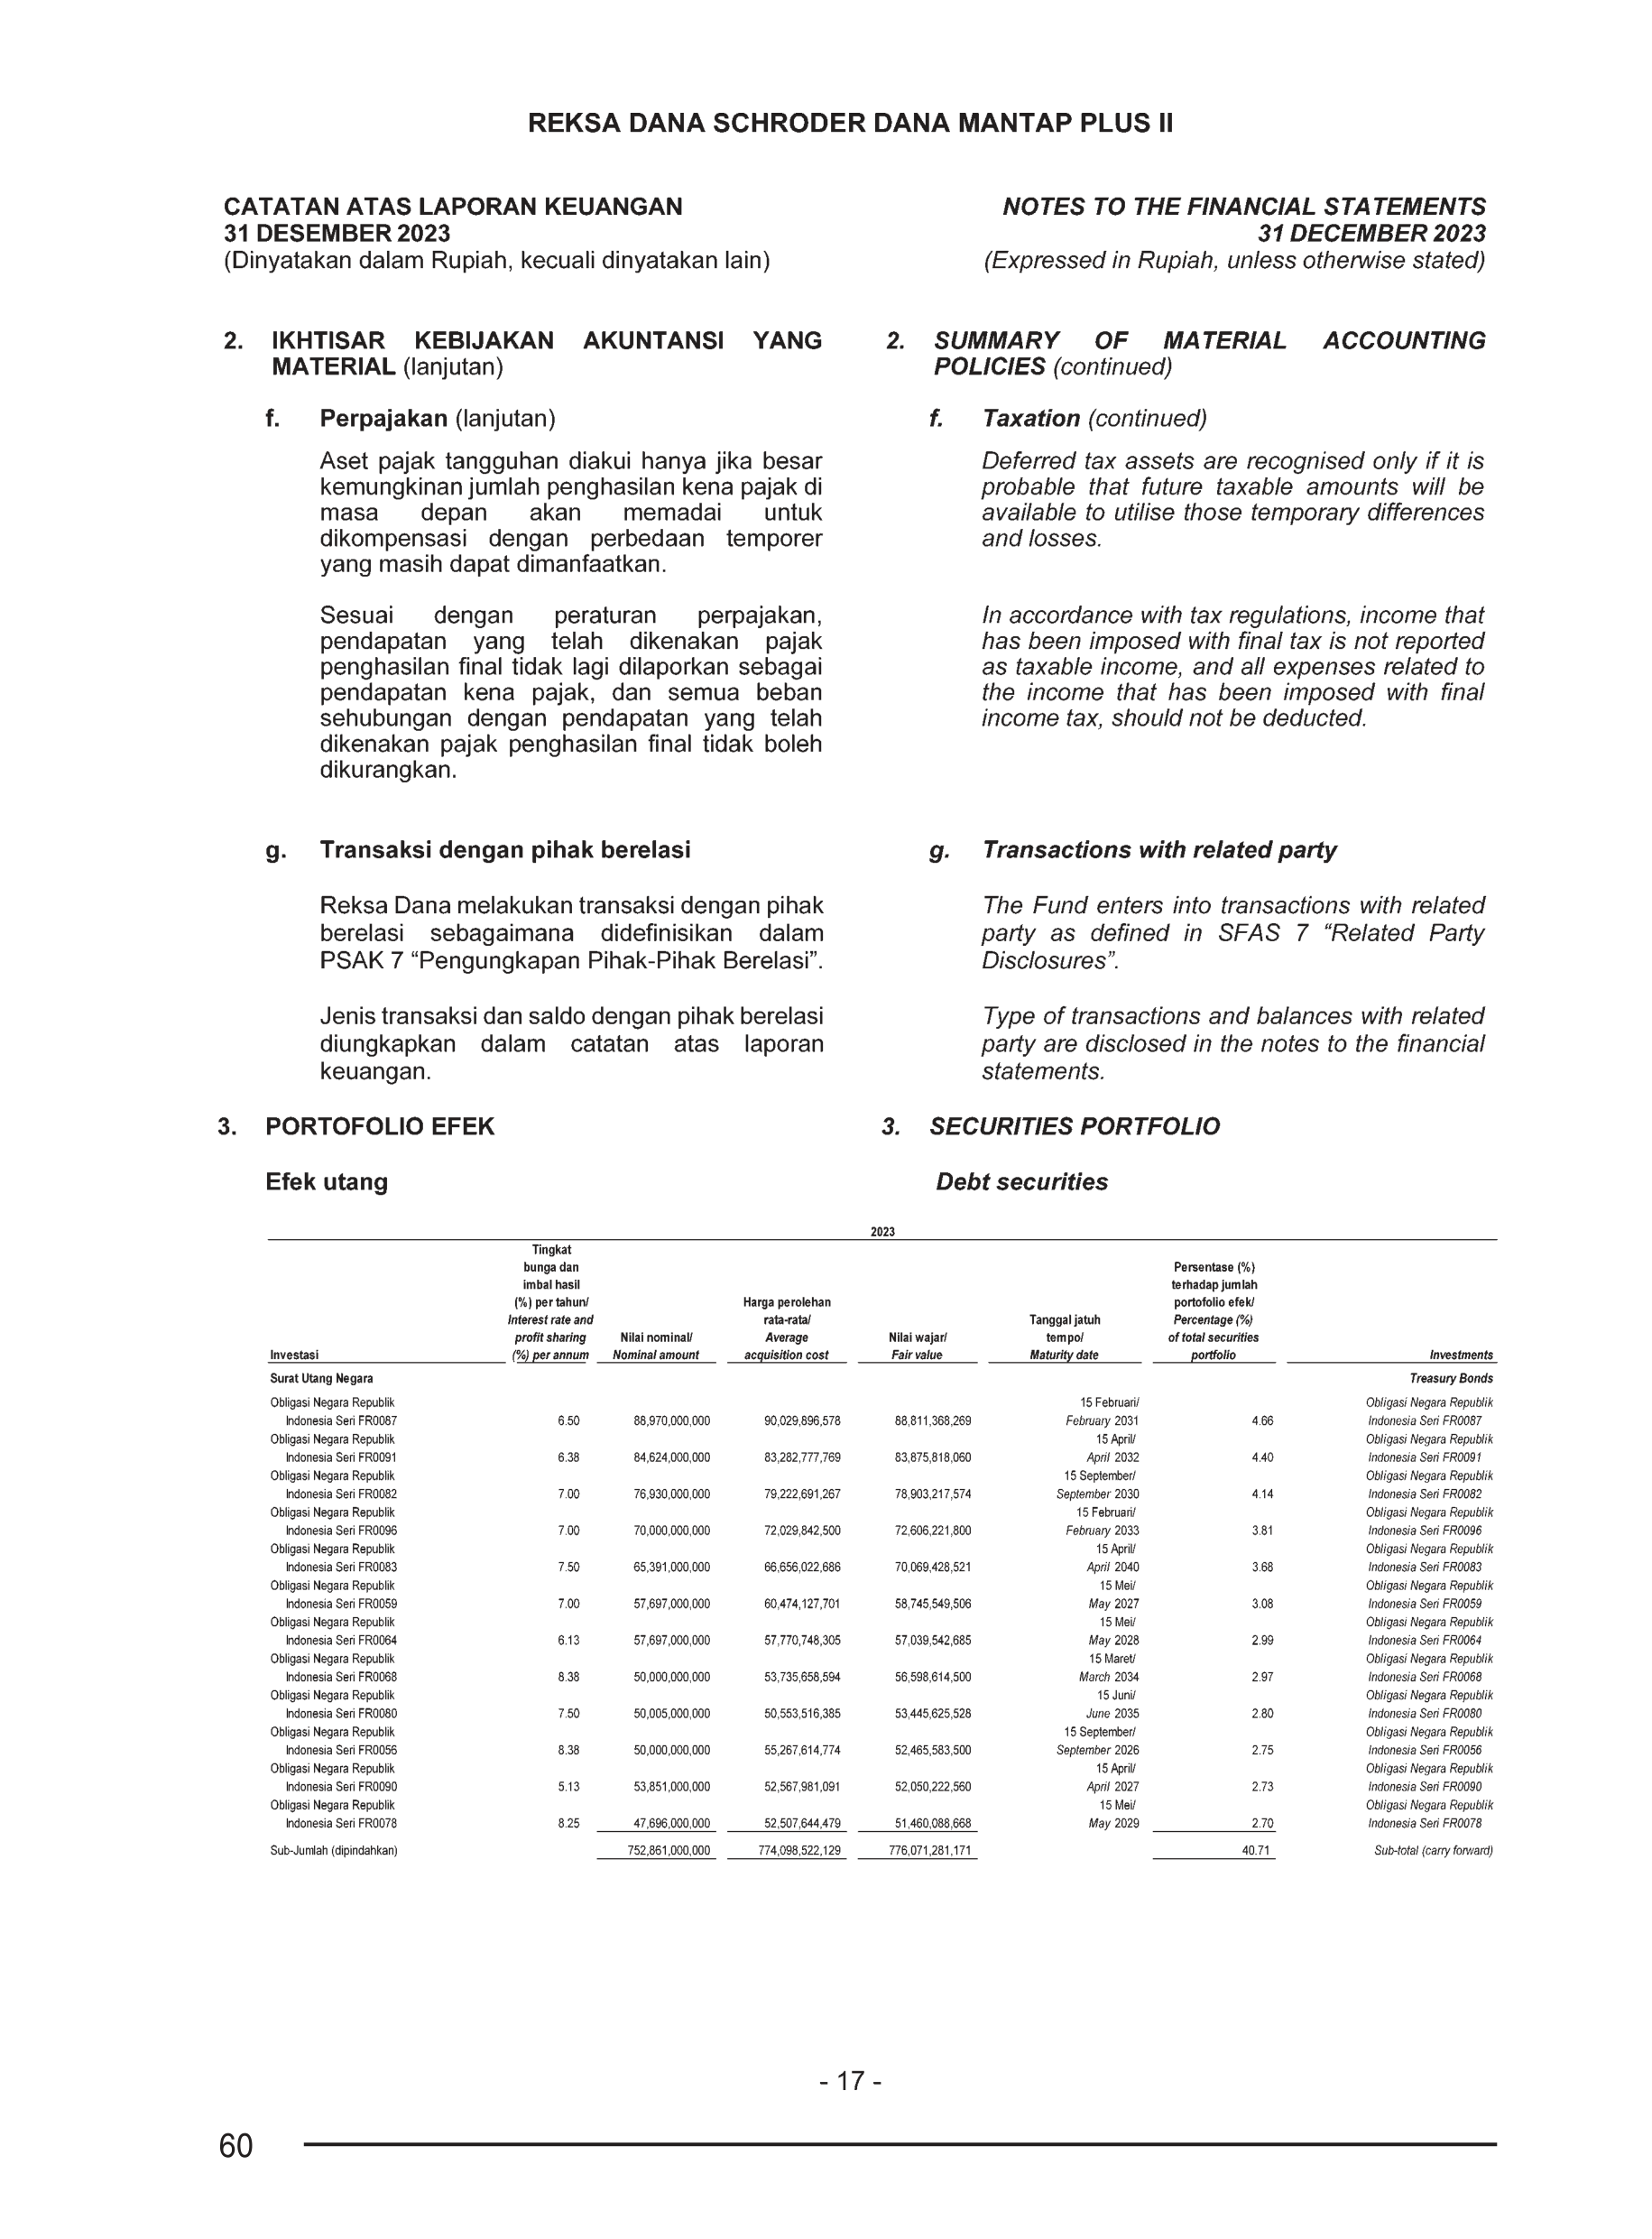 REKSA DANA SCHRODER DANA MANTAP PLUS II
CATATAN ATAS LAPORAN KEUANGAN
31 DESEMBER 2023
(Dinyatakan dalam Rupiah, kecuali dinyatakan lain)
NOTES TO THE FINANCIAL STATEMENTS
31 DECEMBER 2023
(Expressed in Rupiah, unless otherwise stated)
2. IKHTISAR KEBIJAKAN AKUNTANSI YANG
MATERIAL (lanjutan)
2. SUMMARY OF MATERIAL ACCOUNTING
POLICIES (continued)
f. Perpajakan (lanjutan)
Aset pajak tangguhan diakui hanya jika besar
kemungkinan jumlah penghasilan kena pajak di
masa depan akan memadai untuk
dikompensasi dengan perbedaan temporer
yang masih dapat dimanfaatkan.
Sesuai dengan peraturan perpajakan,
pendapatan yang telah dikenakan pajak
penghasilan final tidak lagi dilaporkan sebagai
pendapatan kena pajak, dan semua beban
sehubungan dengan pendapatan yang telah
dikenakan pajak penghasilan final tidak boleh
dikurangkan.
f. Taxation (continued)
Deferred tax assets are recognised only if it is
probable that future taxable amounts will be
available to utilise those temporary differences
and losses.
In accordance with tax regulations, income that
has been imposed with final tax is not reported
as taxable income, and all expenses related to
the income that has been imposed with final
income tax, should not be deducted.
g. Transaksi dengan pihak berelasi
Reksa Dana melakukan transaksi dengan pihak
berelasi sebagaimana didefinisikan dalam
PSAK 7 “Pengungkapan Pihak-Pihak Berelasi”.
Jenis transaksi dan saldo dengan pihak berelasi
diungkapkan dalam catatan atas laporan
keuangan.
g. Transactions with related party
The Fund enters into transactions with related
party as defined in SFAS 7 “Related Party
Disclosures”.
Type of transactions and balances with related
party are disclosed in the notes to the financial
statements.
3. PORTOFOLIO EFEK
3. SECURITIES PORTFOLIO
Efek utang
Debt securities
2023
Tingkat
bunga dan
imbal hasil
(%) per tahun/
Interest rate and
profit sharing
(%) per annum
Nilai nominal/
Nominal amount
Harga perolehan
rata-rata/
Average
acquisition cost
Nilai wajar/
Fair value
Tanggal jatuh
tempo/
Maturity date
Persentase (%)
terhadap jumlah
portofolio efek/
Percentage (%)
of total securities
portfolio
Investasi
Investments
Surat Utang Negara Treasury Bonds
Obligasi Negara Republik 15 Februari/ Obligasi Negara Republik
Indonesia Seri FR0087 6.50 88,970,000,000 90,029,896,578 88,811,368,269 February 2031 4.66 Indonesia Seri FR0087
Obligasi Negara Republik 15 April/ Obligasi Negara Republik
Indonesia Seri FR0091 6.38 84,624,000,000 83,282,777,769 83,875,818,060 April 2032 4.40 Indonesia Seri FR0091
Obligasi Negara Republik 15 September/ Obligasi Negara Republik
Indonesia Seri FR0082 7.00 76,930,000,000 79,222,691,267 78,903,217,574 September 2030 4.14 Indonesia Seri FR0082
Obligasi Negara Republik 15 Februari/ Obligasi Negara Republik
Indonesia Seri FR0096 7.00 70,000,000,000 72,029,842,500 72,606,221,800 February 2033 3.81 Indonesia Seri FR0096
Obligasi Negara Republik 15 April/ Obligasi Negara Republik
Indonesia Seri FR0083 7.50 65,391,000,000 66,656,022,686 70,069,428,521 April 2040 3.68 Indonesia Seri FR0083
Obligasi Negara Republik 15 Mei/ Obligasi Negara Republik
Indonesia Seri FR0059 7.00 57,697,000,000 60,474,127,701 58,745,549,506 May 2027 3.08 Indonesia Seri FR0059
Obligasi Negara Republik 15 Mei/ Obligasi Negara Republik
Indonesia Seri FR0064 6.13 57,697,000,000 57,770,748,305 57,039,542,685 May 2028 2.99 Indonesia Seri FR0064
Obligasi Negara Republik 15 Maret/ Obligasi Negara Republik
Indonesia Seri FR0068 8.38 50,000,000,000 53,735,658,594 56,598,614,500 March 2034 2.97 Indonesia Seri FR0068
Obligasi Negara Republik 15 Juni/ Obligasi Negara Republik
Indonesia Seri FR0080 7.50 50,005,000,000 50,553,516,385 53,445,625,528 June 2035 2.80 Indonesia Seri FR0080
Obligasi Negara Republik 15 September/ Obligasi Negara Republik
Indonesia Seri FR0056 8.38 50,000,000,000 55,267,614,774 52,465,583,500 September 2026 2.75 Indonesia Seri FR0056
Obligasi Negara Republik 15 April/ Obligasi Negara Republik
Indonesia Seri FR0090 5.13 53,851,000,000 52,567,981,091 52,050,222,560 April 2027 2.73 Indonesia Seri FR0090
Obligasi Negara Republik 15 Mei/ Obligasi Negara Republik
Indonesia Seri FR0078 8.25 47,696,000,000 52,507,644,479 51,460,088,668 May 2029 2.70 Indonesia Seri FR0078
Sub-Jumlah (dipindahkan) 752,861,000,000 774,098,522,129 776,071,281,171 40.71 Sub-total (carry forward)
- 17 -
60